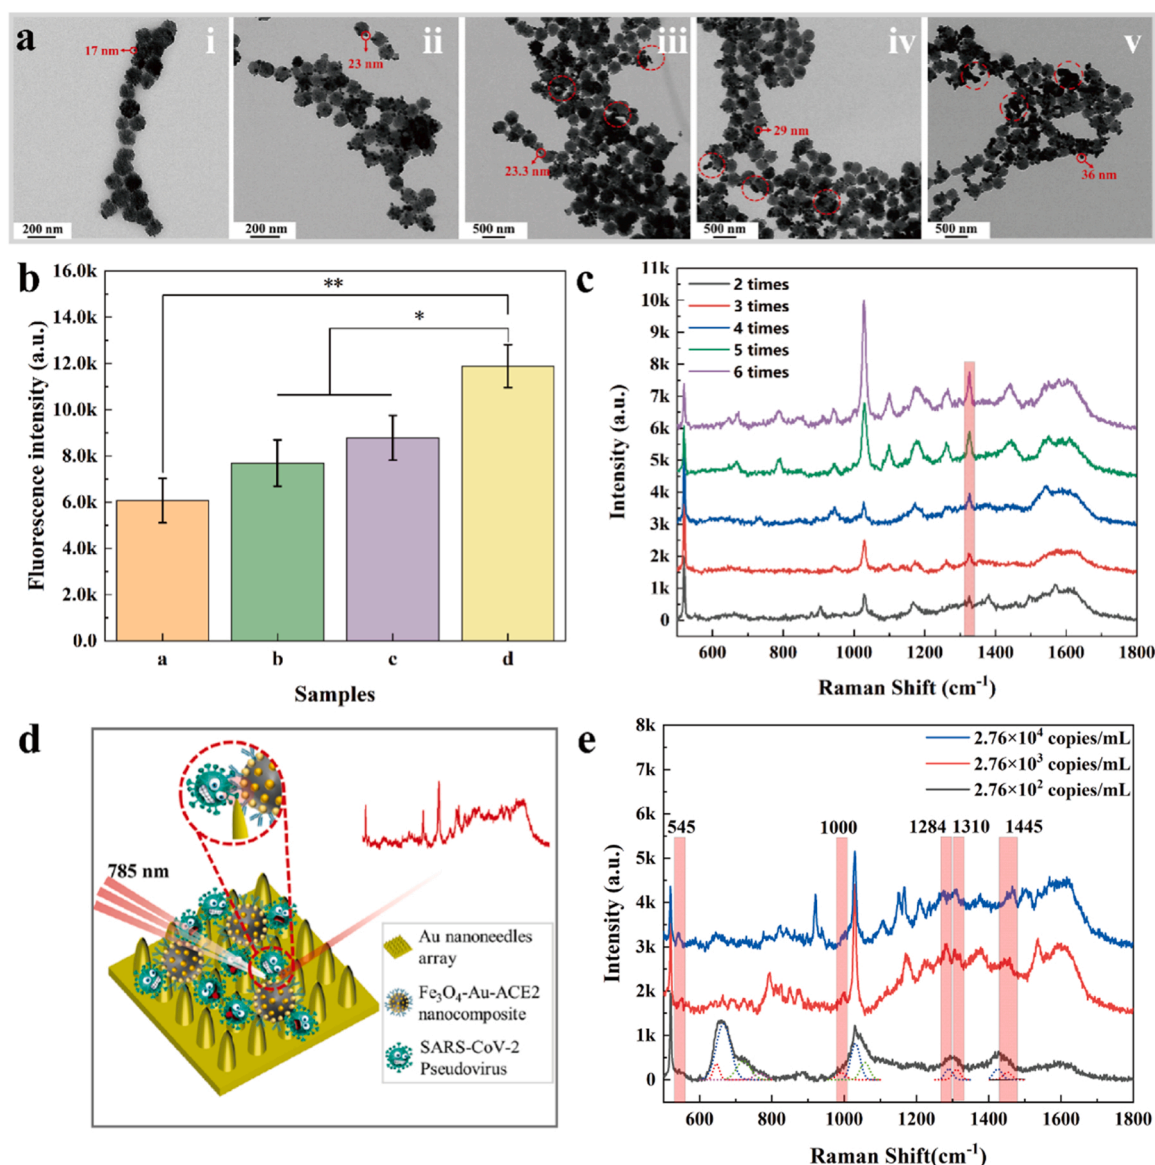 a
i
ii
iii
iv
v
17 nm
23 nm
23.3 nm
29 nm
36 nm
200 nm
200 nm
500 nm
500 nm
500 nm
b
16.0k
14.0k
12.0k
10.0k
8.0k
6.0k
4.0k
2.0k
0.0
Fluorescence intensity (a.u.)
**
*
a
b
c
d
Samples
c
11k
10k
9k
8k
7k
6k
5k
4k
3k
2k
1k
0
Intensity (a.u.)
2 times
3 times
4 times
5 times
6 times
600
800
1000
1200
1400
1600
1800
Raman Shift (cm⁻¹)
d
785 nm
Au nanoneedles
array
Fe₃O₄-Au-ACE2
nanocomposite
SARS-CoV-2
Pseudovirus
e
8k
7k
6k
5k
4k
3k
2k
1k
0
Intensity (a.u.)
2.76×10⁴ copies/mL
2.76×10³ copies/mL
2.76×10² copies/mL
545
1000
1284
1310
1445
600
800
1000
1200
1400
1600
1800
Raman Shift(cm⁻¹)